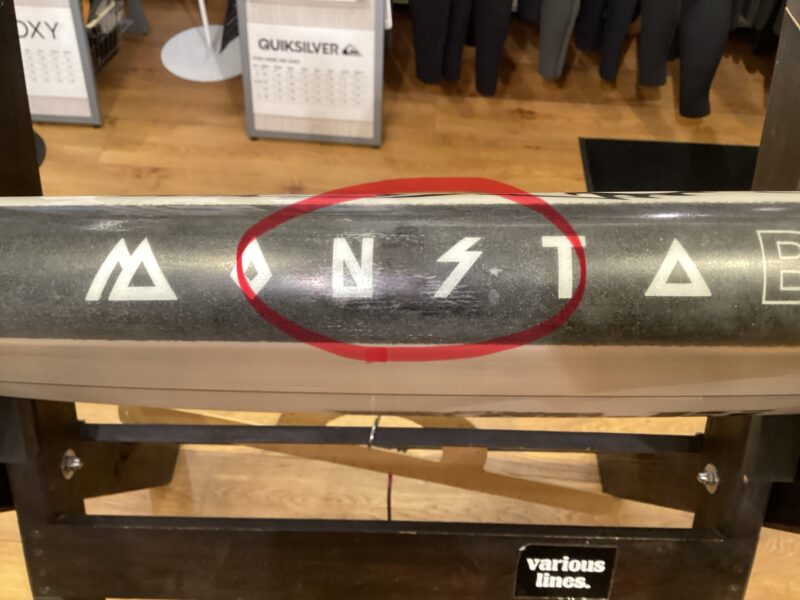 OXY
QUIKSILVER
MONSTA
B
various
lines.